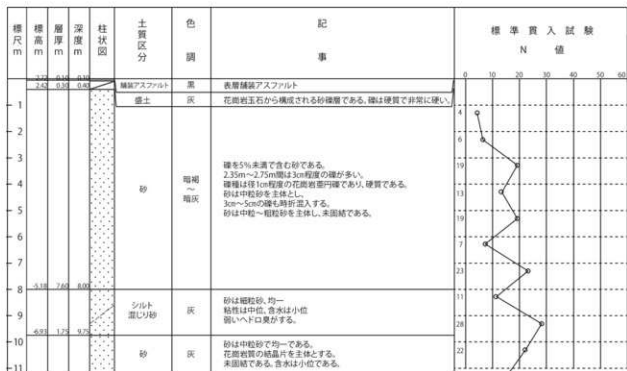 標尺 m
標高 m
層厚 m
深度 m
柱状図
土質区分
色調
記事
標準貫入試験
N 値
0 10 20 30 40 50 60
2.72 0.10 0.10
舗装アスファルト 黒 表層舗装アスファルト
2.42 0.30 0.40
盛土 灰 花崗岩玉石から構成される砂礫層である。礫は硬質で非常に硬い。
1
4
2
6
3
19
4
13
5
19
6
7
7
23
8
11
9
28
10
22
11
砂
暗褐
～
暗灰
礫を5%未満で含む砂である。
2.35m～2.75m間は3cm程度の礫が多い。
礫種は径1cm程度の花崗岩亜円礫であり、硬質である。
砂は中粒砂を主体とし、
3cm～5cmの礫も時折混入する。
砂は中粒～粗粒砂を主体し、未固結である。
-5.18 7.60 8.00
シルト
混じり砂
灰
砂は細粒砂、均一
粘性は中位、含水は小位
弱いヘドロ臭がする。
-6.93 1.75 9.75
砂
灰
砂は中粒砂で均一である。
花崗岩質の結晶片を主体とする。
未固結である。含水は小位である。